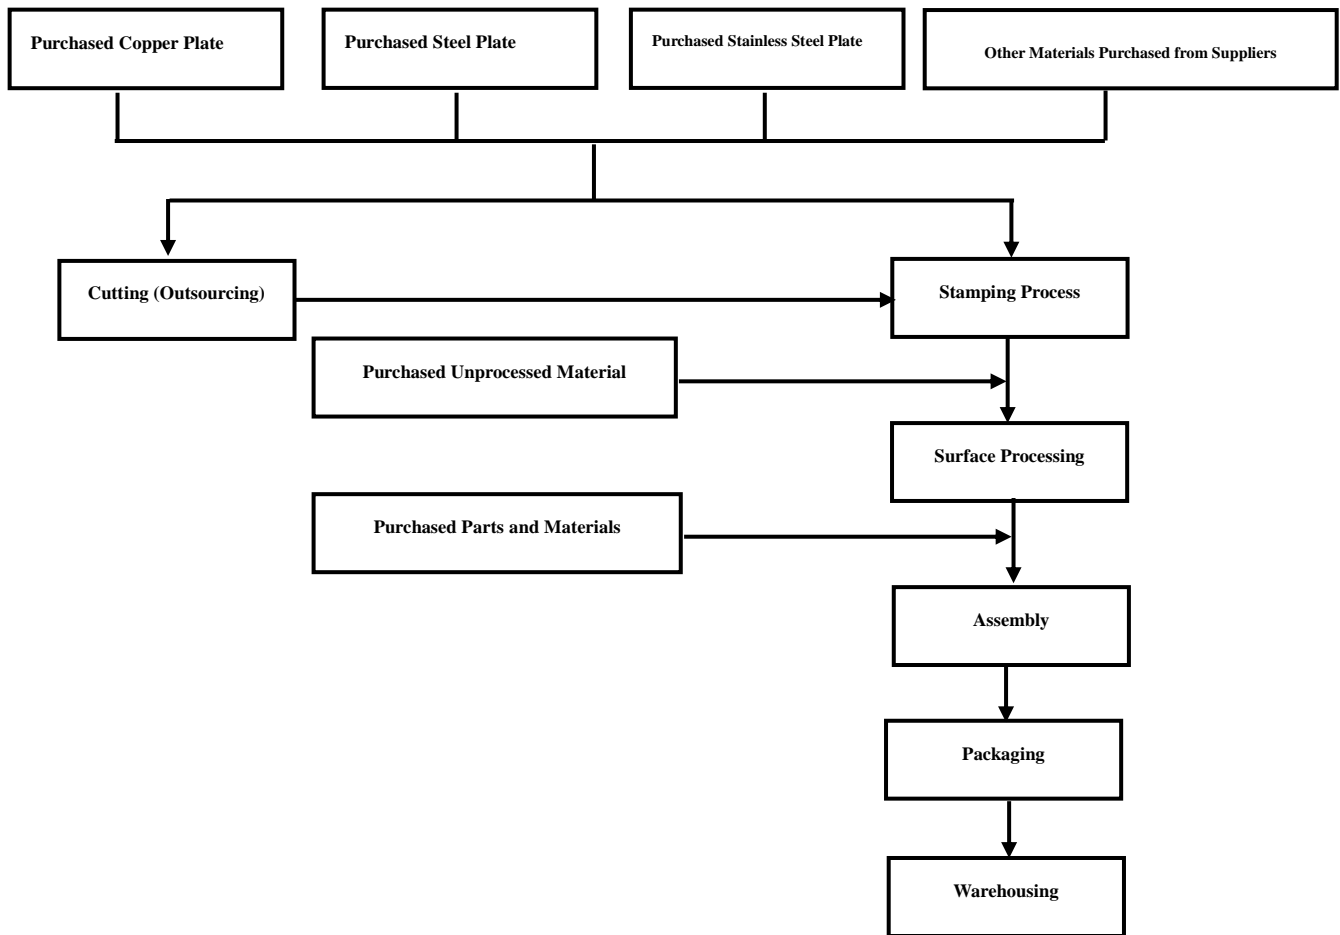 Purchased Copper Plate
Purchased Steel Plate
Purchased Stainless Steel Plate
Other Materials Purchased from Suppliers
Cutting (Outsourcing)
Stamping Process
Purchased Unprocessed Material
Surface Processing
Purchased Parts and Materials
Assembly
Packaging
Warehousing